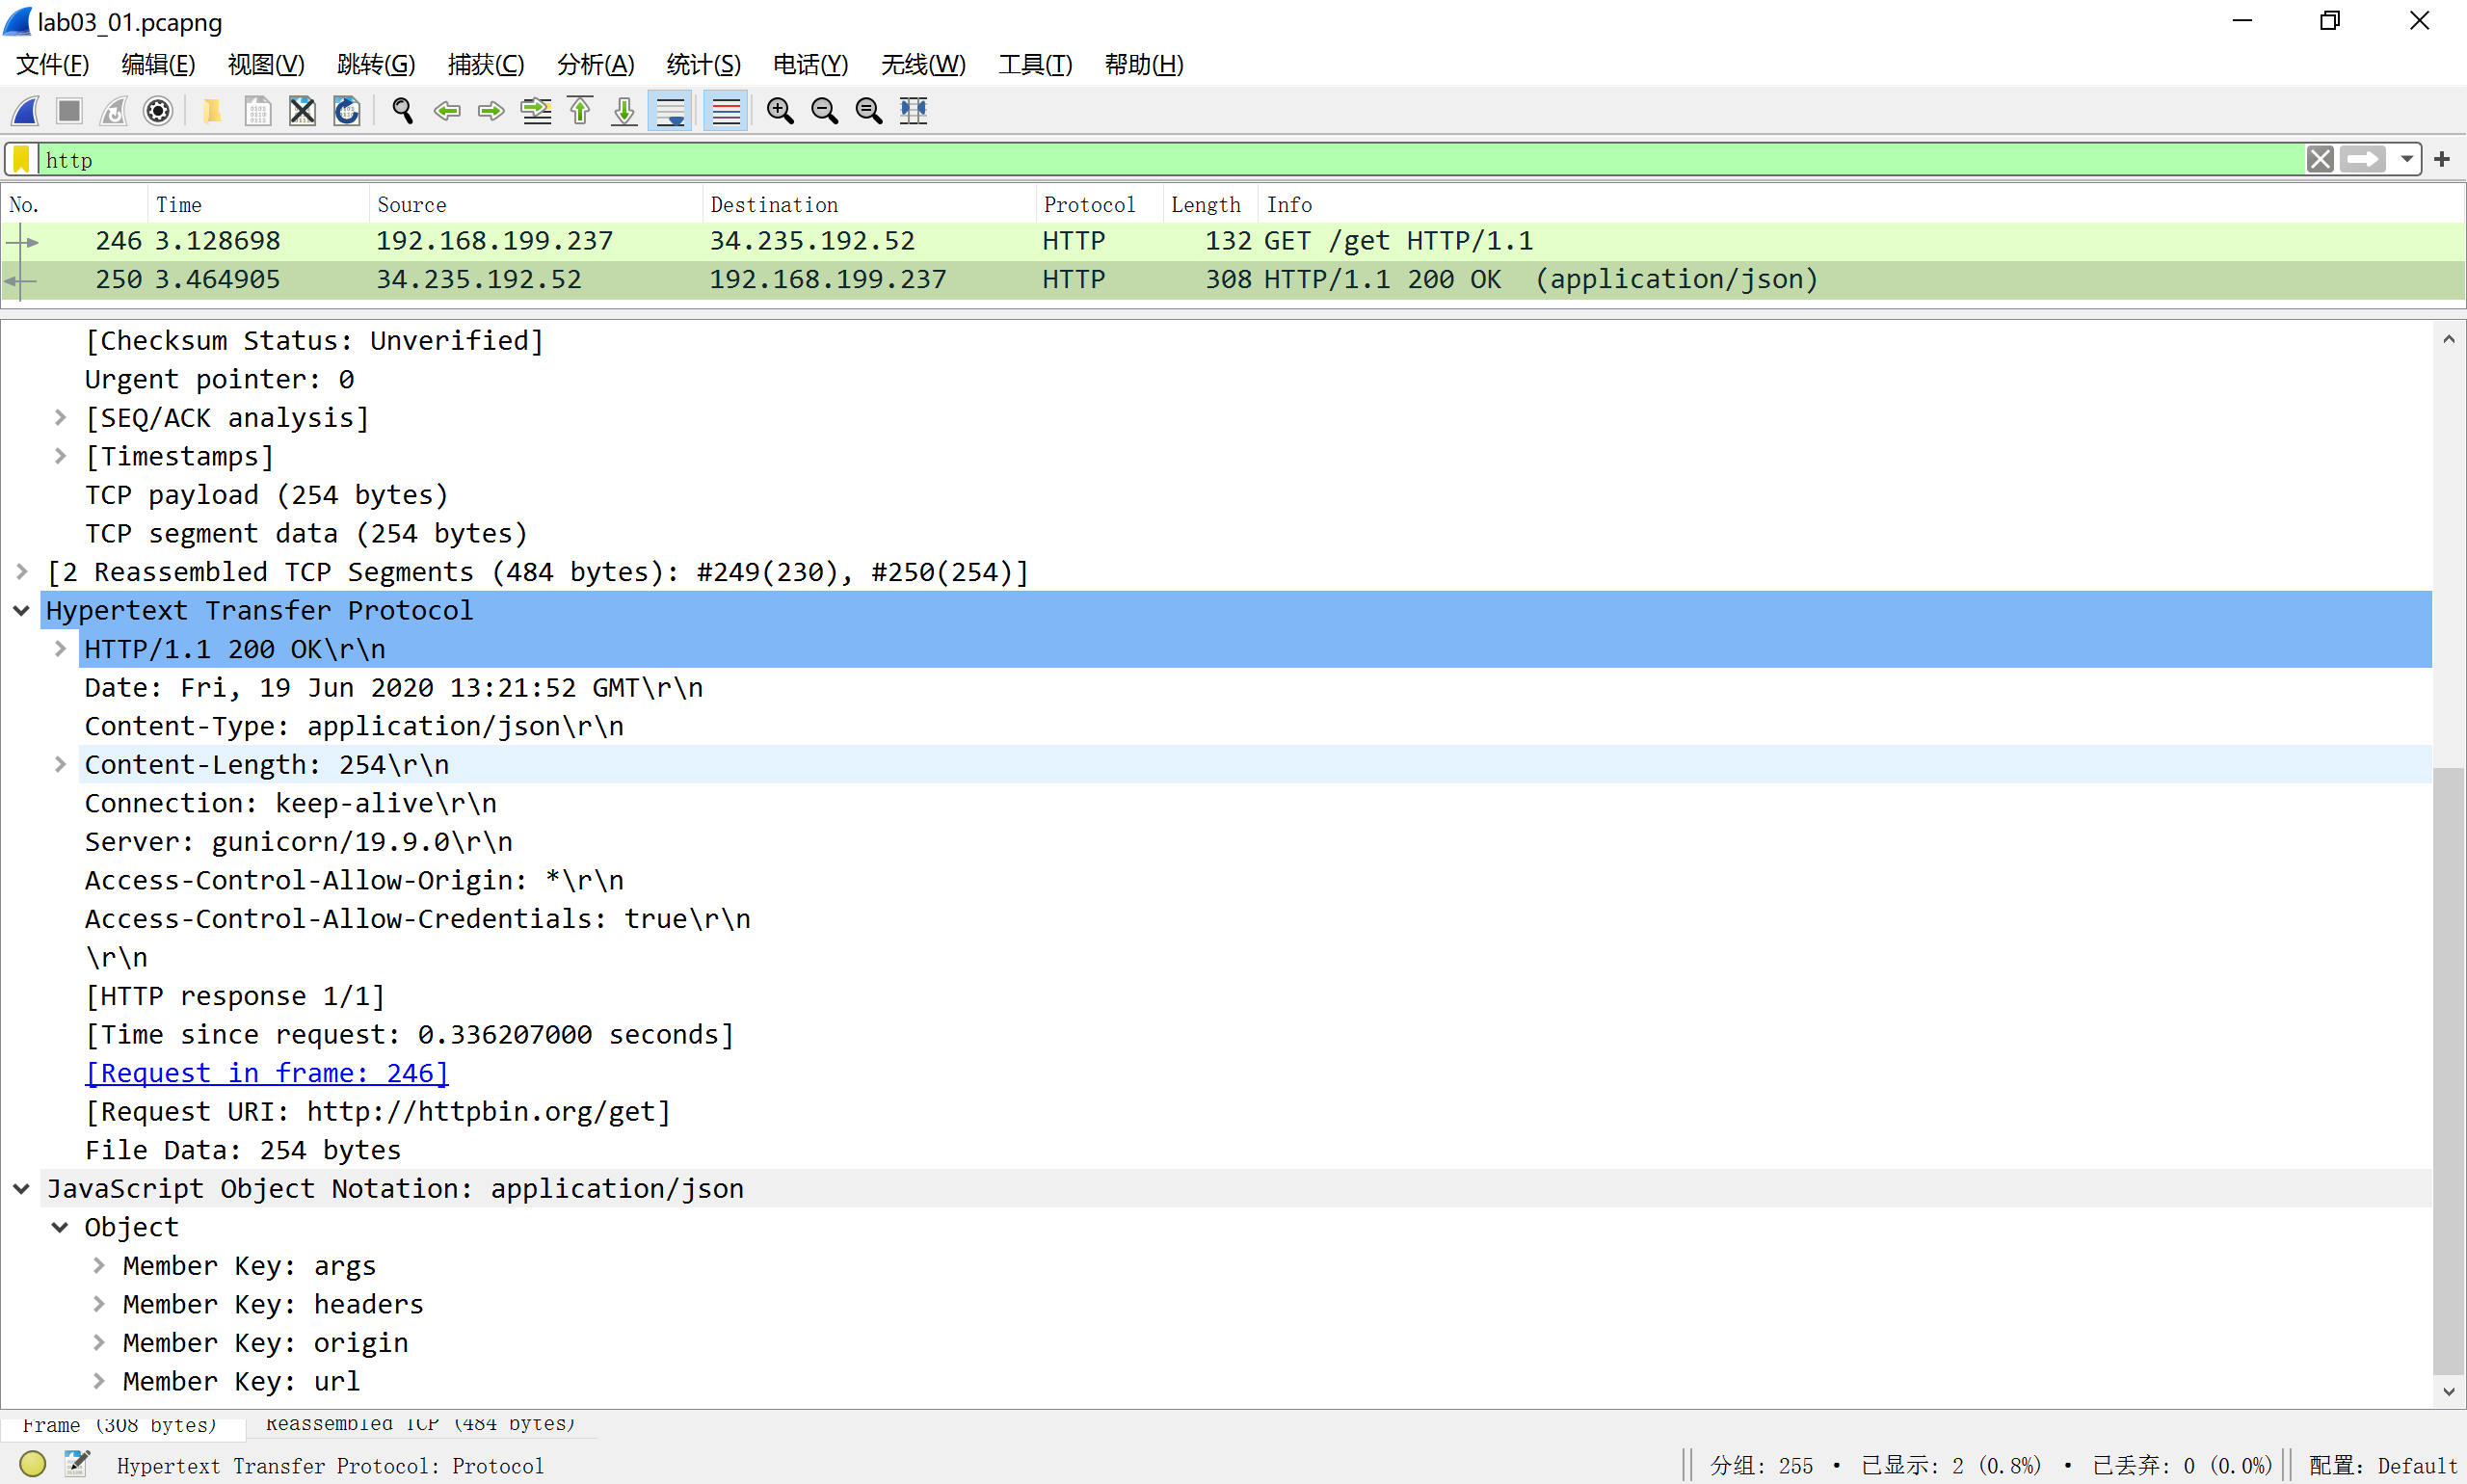 lab03_01.pcapng
文件(F) 编辑(E) 视图(V) 跳转(G) 捕获(C) 分析(A) 统计(S) 电话(Y) 无线(W) 工具(T) 帮助(H)
http
No. Time Source Destination Protocol Length Info
246 3.128698 192.168.199.237 34.235.192.52 HTTP 132 GET /get HTTP/1.1
250 3.464905 34.235.192.52 192.168.199.237 HTTP 308 HTTP/1.1 200 OK  (application/json)
[Checksum Status: Unverified]
Urgent pointer: 0
[SEQ/ACK analysis]
[Timestamps]
TCP payload (254 bytes)
TCP segment data (254 bytes)
[2 Reassembled TCP Segments (484 bytes): #249(230), #250(254)]
Hypertext Transfer Protocol
HTTP/1.1 200 OK\r\n
Date: Fri, 19 Jun 2020 13:21:52 GMT\r\n
Content-Type: application/json\r\n
Content-Length: 254\r\n
Connection: keep-alive\r\n
Server: gunicorn/19.9.0\r\n
Access-Control-Allow-Origin: *\r\n
Access-Control-Allow-Credentials: true\r\n
\r\n
[HTTP response 1/1]
[Time since request: 0.336207000 seconds]
[Request in frame: 246]
[Request URI: http://httpbin.org/get]
File Data: 254 bytes
JavaScript Object Notation: application/json
Object
Member Key: args
Member Key: headers
Member Key: origin
Member Key: url
Frame (308 bytes) Reassembled TCP (484 bytes)
Hypertext Transfer Protocol: Protocol 分组: 255 · 已显示: 2 (0.8%) · 已丢弃: 0 (0.0%) 配置: Default